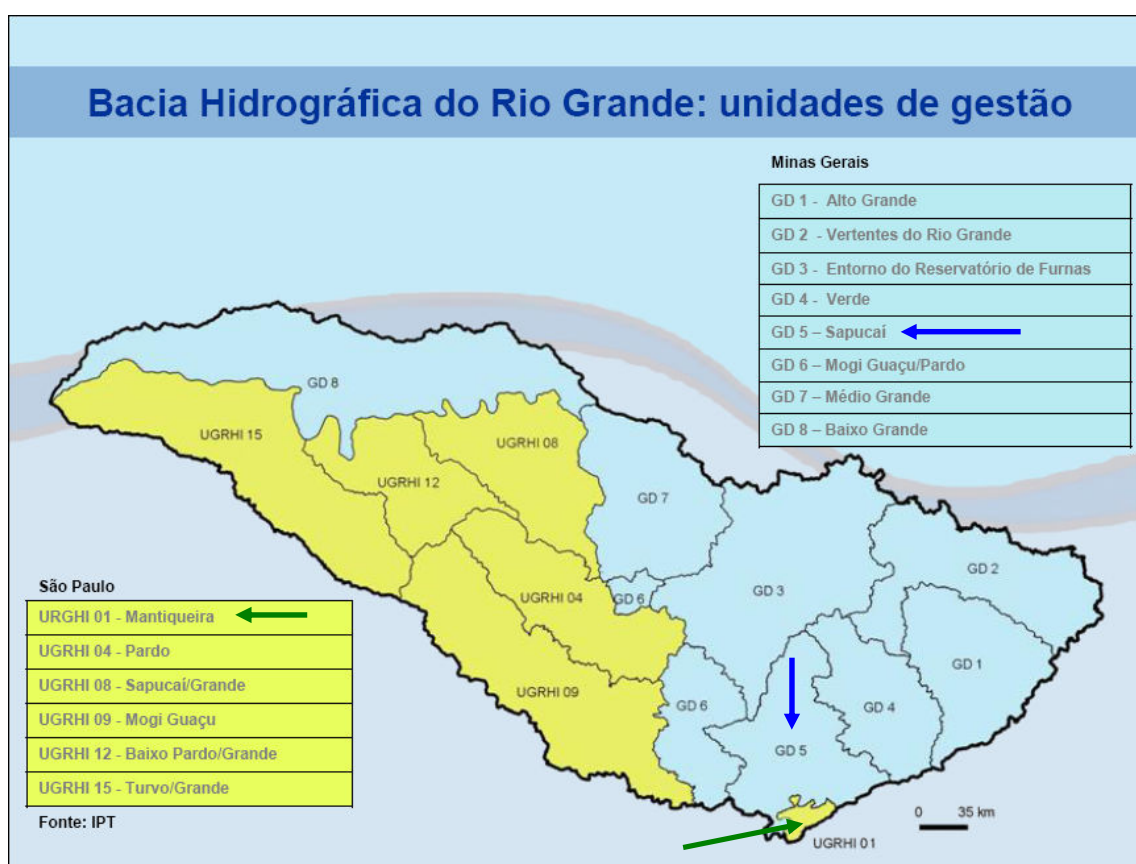 Bacia Hidrográfica do Rio Grande: unidades de gestão
Minas Gerais
GD 1 - Alto Grande
GD 2 - Vertentes do Rio Grande
GD 3 - Entorno do Reservatório de Furnas
GD 4 - Verde
GD 5 – Sapucaí
GD 6 – Mogi Guaçu/Pardo
GD 7 – Médio Grande
GD 8 – Baixo Grande
GD 8
UGRHI 15
UGRHI 08
UGRHI 12
GD 7
GD 2
GD 3
GD 6
UGRHI 04
GD 1
UGRHI 09
GD 6
GD 4
GD 5
São Paulo
URGHI 01 - Mantiqueira
UGRHI 04 - Pardo
UGRHI 08 - Sapucaí/Grande
UGRHI 09 - Mogi Guaçu
UGRHI 12 - Baixo Pardo/Grande
UGRHI 15 - Turvo/Grande
Fonte: IPT
0 35 km
UGRHI 01